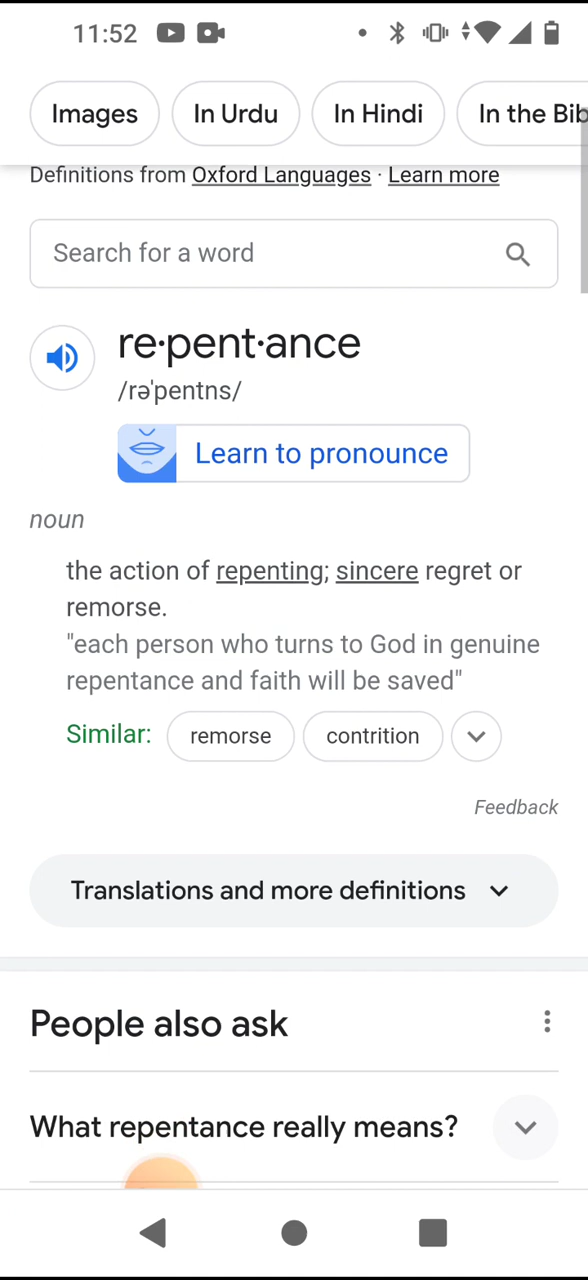 11:52
Images In Urdu In Hindi In the Bib
Definitions from Oxford Languages · Learn more
Search for a word
re·pent·ance
/rəˈpentns/
Learn to pronounce
noun
the action of repenting; sincere regret or
remorse.
"each person who turns to God in genuine
repentance and faith will be saved"
Similar: remorse contrition
Feedback
Translations and more definitions
People also ask
What repentance really means?